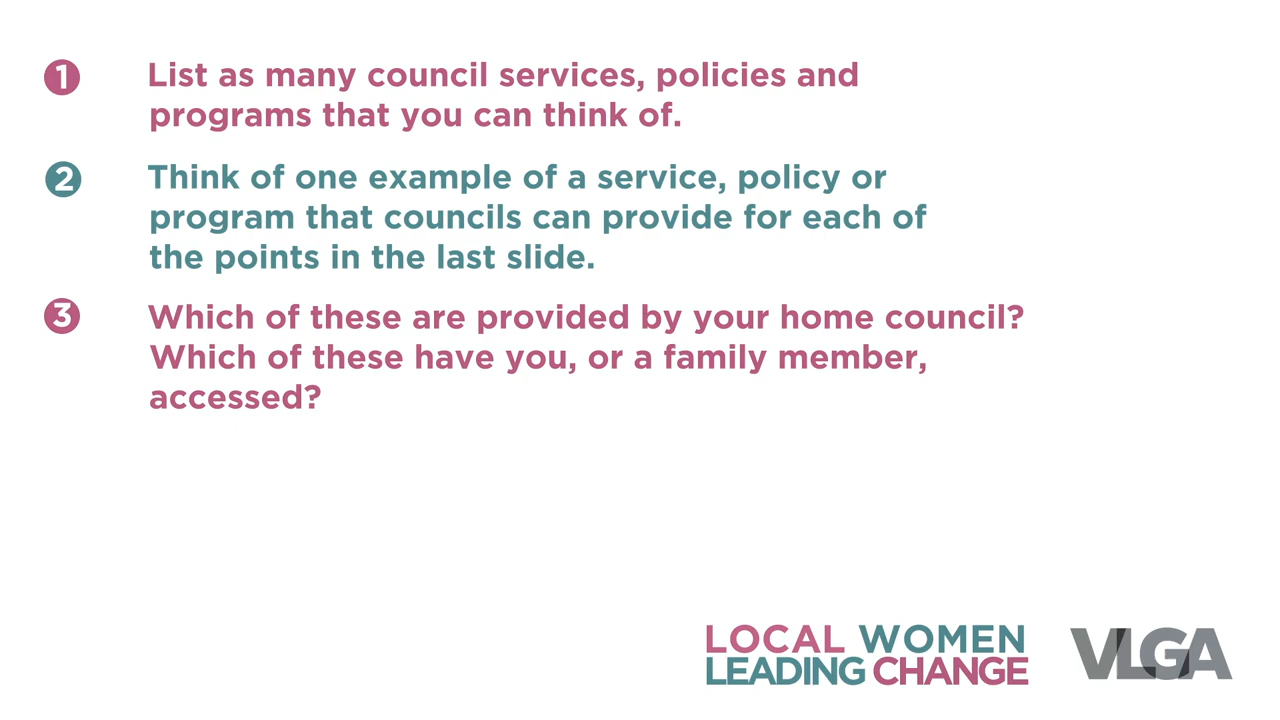 1 List as many council services, policies and
programs that you can think of.
2 Think of one example of a service, policy or
program that councils can provide for each of
the points in the last slide.
3 Which of these are provided by your home council?
Which of these have you, or a family member,
accessed?
LOCAL WOMEN
LEADING CHANGE
VLGA